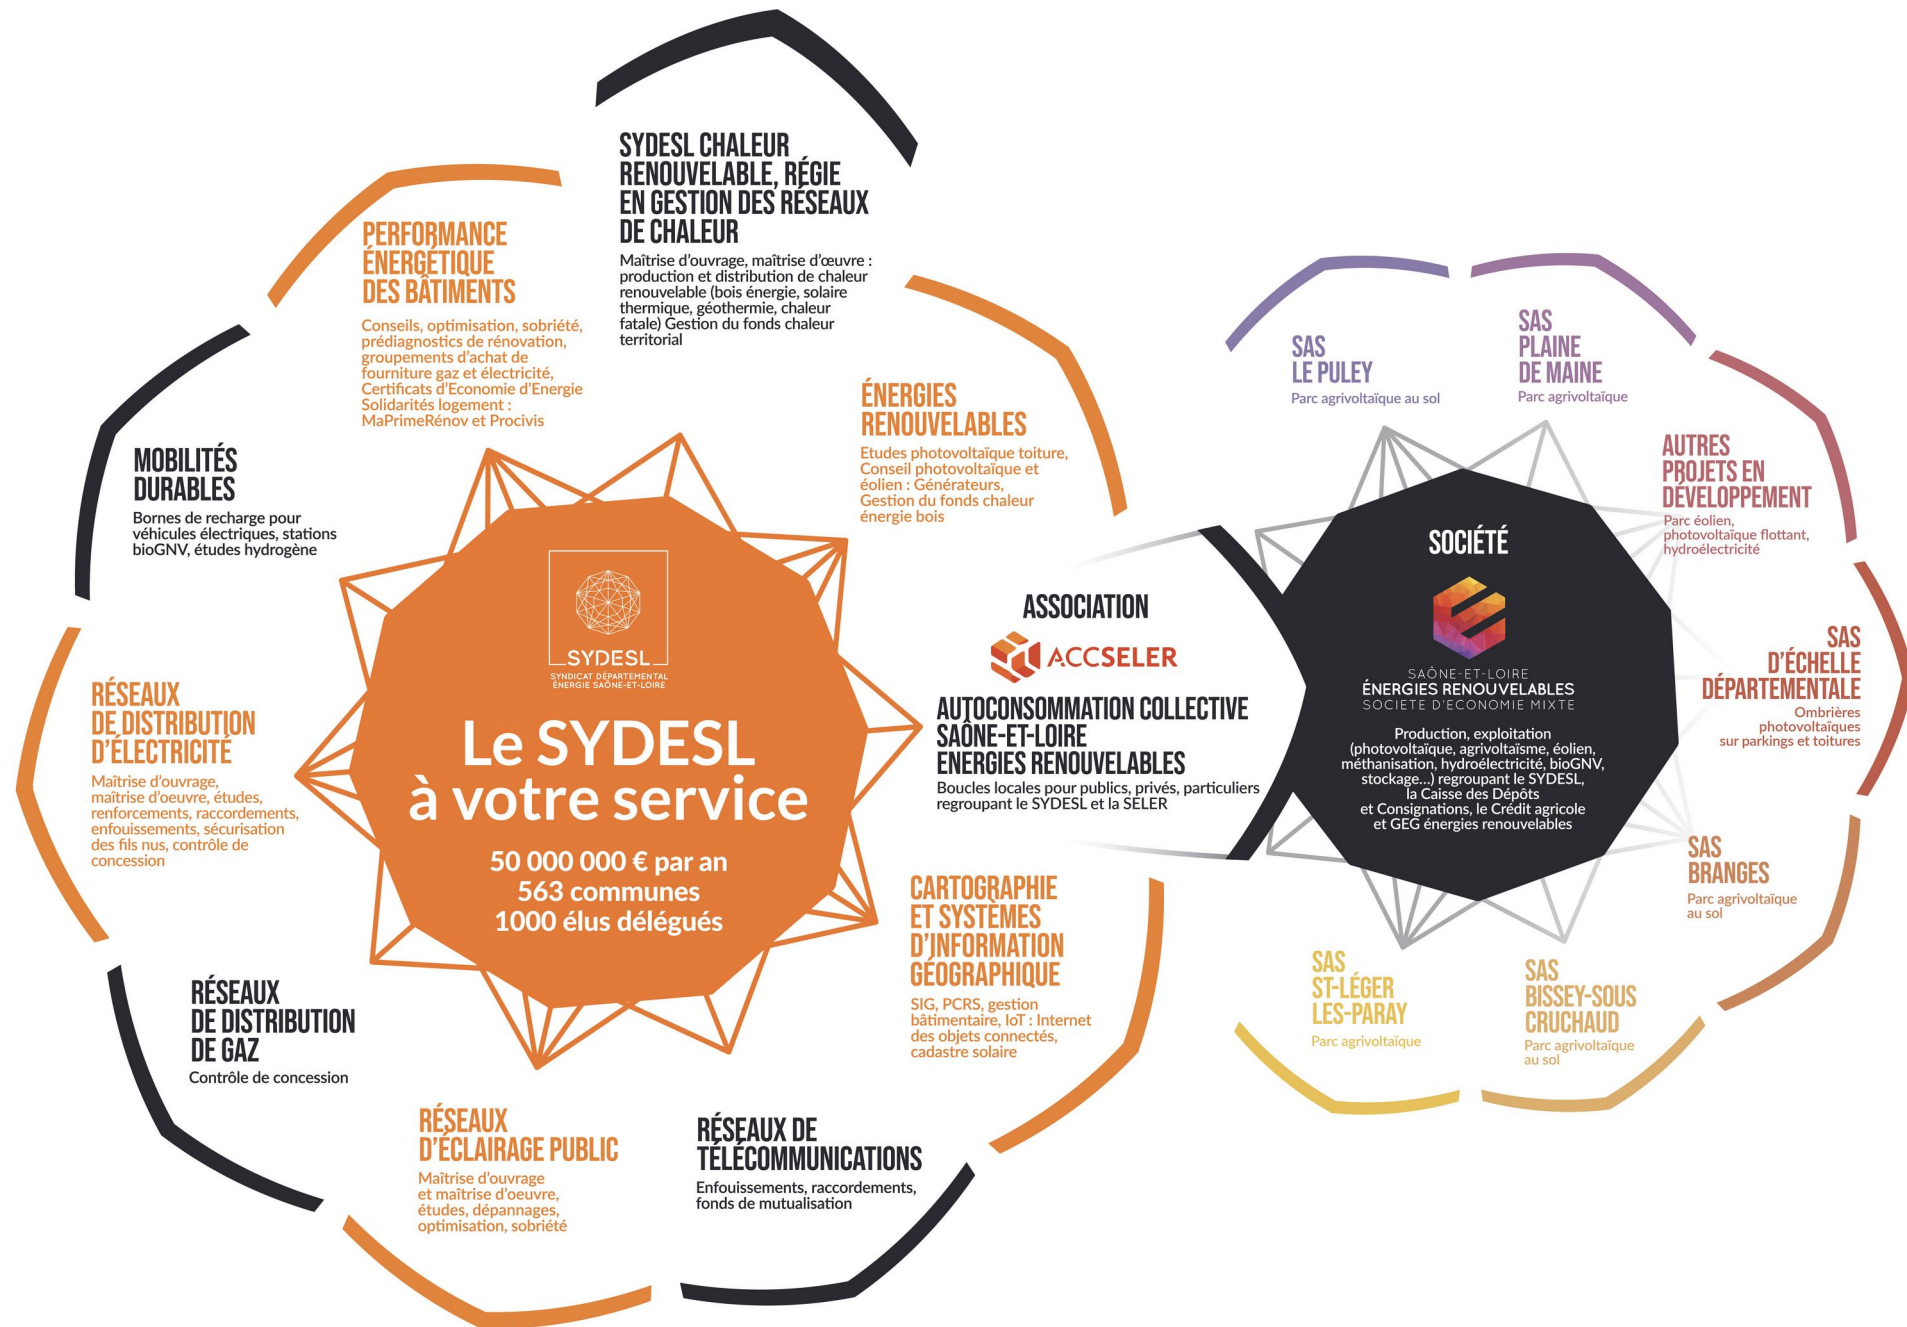 SYDESL CHALEUR
RENOUVELABLE, RÉGIE
EN GESTION DES RÉSEAUX
DE CHALEUR
Maîtrise d'ouvrage, maîtrise d'œuvre :
production et distribution de chaleur
renouvelable (bois énergie, solaire
thermique, géothermie, chaleur
fatale) Gestion du fonds chaleur
territorial
PERFORMANCE
ÉNERGÉTIQUE
DES BÂTIMENTS
Conseils, optimisation, sobriété,
prédiagnostics de rénovation,
groupements d'achat de
fourniture gaz et électricité,
Certificats d'Economie d'Energie
Solidarités logement :
MaPrimeRénov et Procivis
MOBILITÉS
DURABLES
Bornes de recharge pour
véhicules électriques, stations
bioGNV, études hydrogène
ÉNERGIES
RENOUVELABLES
Etudes photovoltaïque toiture,
Conseil photovoltaïque et
éolien : Générateurs,
Gestion du fonds chaleur
énergie bois
RÉSEAUX
DE DISTRIBUTION
D'ÉLECTRICITÉ
Maîtrise d'ouvrage,
maîtrise d'oeuvre, études,
renforcements, raccordements,
enfouissements, sécurisation
des fils nus, contrôle de
concession
SYDESL
SYNDICAT DÉPARTEMENTAL
ÉNERGIE SAÔNE-ET-LOIRE
Le SYDESL
à votre service
50 000 000 € par an
563 communes
1000 élus délégués
ASSOCIATION
ACCSELER
AUTOCONSOMMATION COLLECTIVE
SAÔNE-ET-LOIRE
ENERGIES RENOUVELABLES
Boucles locales pour publics, privés, particuliers
regroupant le SYDESL et la SELER
CARTOGRAPHIE
ET SYSTÈMES
D'INFORMATION
GÉOGRAPHIQUE
SIG, PCRS, gestion
bâtimentaire, IoT : Internet
des objets connectés,
cadastre solaire
RÉSEAUX
DE DISTRIBUTION
DE GAZ
Contrôle de concession
RÉSEAUX
D'ÉCLAIRAGE PUBLIC
Maîtrise d'ouvrage
et maîtrise d'oeuvre,
études, dépannages,
optimisation, sobriété
RÉSEAUX DE
TÉLÉCOMMUNICATIONS
Enfouissements, raccordements,
fonds de mutualisation
SOCIÉTÉ
SAÔNE-ET-LOIRE
ÉNERGIES RENOUVELABLES
SOCIETE D'ECONOMIE MIXTE
Production, exploitation
(photovoltaïque, agrivoltaïsme, éolien,
méthanisation, hydroélectricité, bioGNV,
stockage...) regroupant le SYDESL,
la Caisse des Dépôts
et Consignations, le Crédit agricole
et GEG énergies renouvelables
SAS
LE PULEY
Parc agrivoltaïque au sol
SAS
PLAINE
DE MAINE
Parc agrivoltaïque
AUTRES
PROJETS EN
DÉVELOPPEMENT
Parc éolien,
photovoltaïque flottant,
hydroélectricité
SAS
D'ÉCHELLE
DÉPARTEMENTALE
Ombrières
photovoltaïques
sur parkings et toitures
SAS
BRANGES
Parc agrivoltaïque
au sol
SAS
BISSEY-SOUS
CRUCHAUD
Parc agrivoltaïque
au sol
SAS
ST-LÉGER
LES-PARAY
Parc agrivoltaïque